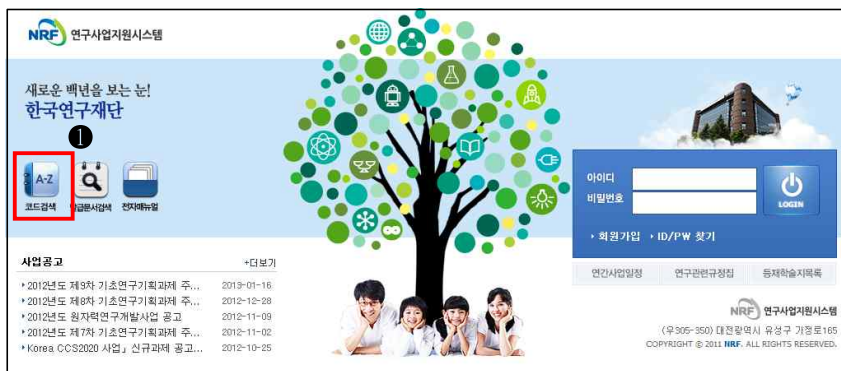 NRF 연구사업지원시스템
새로운 백년을 보는 눈!
한국연구재단
1
A-Z
코드검색
발급문서검색
전자매뉴얼
아이디
비밀번호
LOGIN
회원가입
ID/PW 찾기
사업공고
+더보기
2012년도 제9차 기초연구기획과제 주... 2013-01-16
2012년도 제8차 기초연구기획과제 주... 2012-12-28
2012년도 원자력연구개발사업 공고 2012-11-09
2012년도 제7차 기초연구기획과제 주... 2012-11-02
Korea CCS2020 사업」 신규과제 공고... 2012-10-25
연간사업일정
연구관련규정집
등재학술지목록
NRF 연구사업지원시스템
(우305-350) 대전광역시 유성구 가정로165
COPYRIGHT © 2011 NRF. ALL RIGHTS RESERVED.